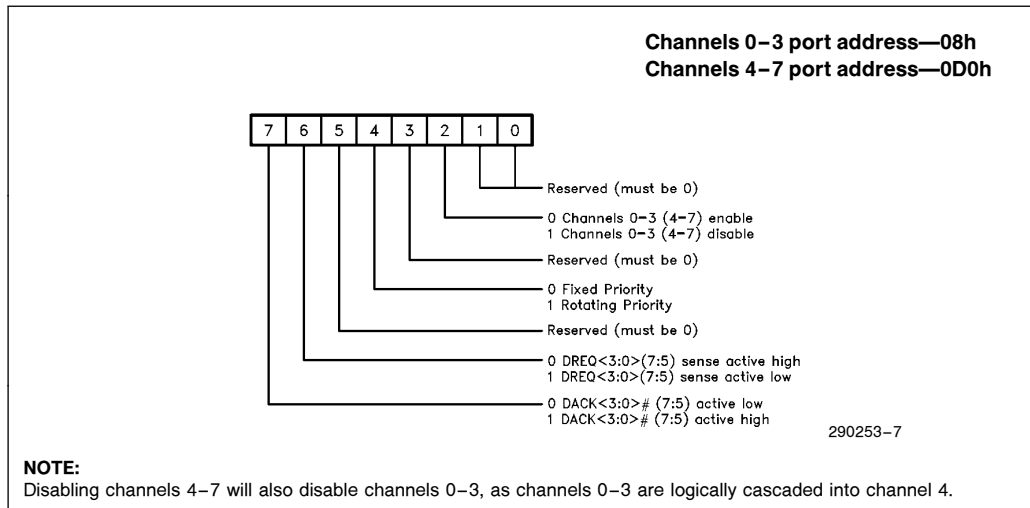 Channels 0–3 port address—08h
Channels 4–7 port address—0D0h
7 6 5 4 3 2 1 0
Reserved (must be 0)
0 Channels 0–3 (4–7) enable
1 Channels 0–3 (4–7) disable
Reserved (must be 0)
0 Fixed Priority
1 Rotating Priority
Reserved (must be 0)
0 DREQ<3:0>(7:5) sense active high
1 DREQ<3:0>(7:5) sense active low
0 DACK<3:0># (7:5) active low
1 DACK<3:0># (7:5) active high
290253–7
NOTE:
Disabling channels 4–7 will also disable channels 0–3, as channels 0–3 are logically cascaded into channel 4.